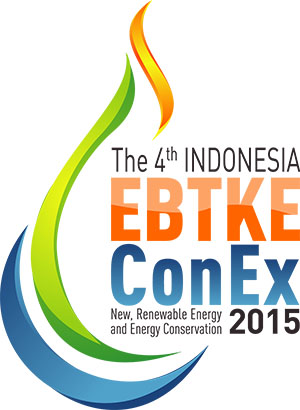 The 4th INDONESIA
EBTKE
ConEx
New, Renewable Energy
and Energy Conservation 2015